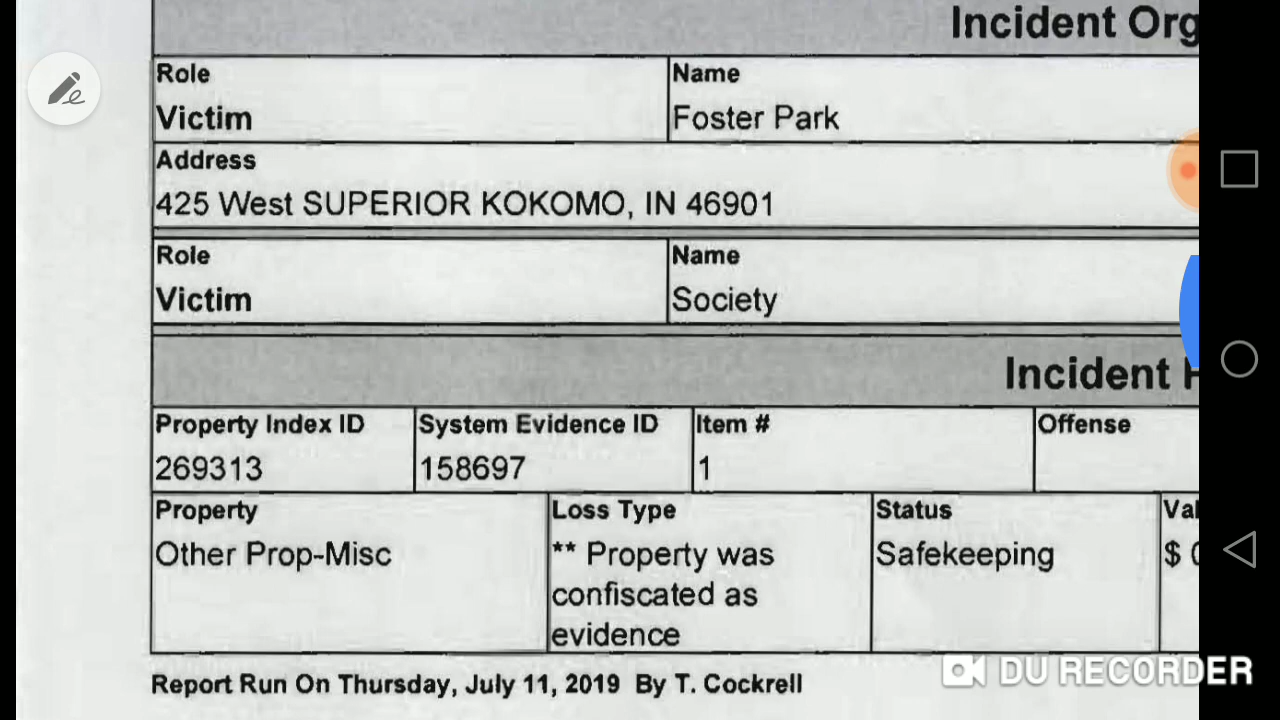 Incident Org
Role
Name
Victim
Foster Park
Address
425 West SUPERIOR KOKOMO, IN 46901
Role
Name
Victim
Society
Incident
Property Index ID
System Evidence ID
Item #
Offense
269313
158697
1
Property
Loss Type
Status
Val
Other Prop-Misc
** Property was
confiscated as
evidence
Safekeeping
$ 0
Report Run On Thursday, July 11, 2019 By T. Cockrell
DU RECORDER